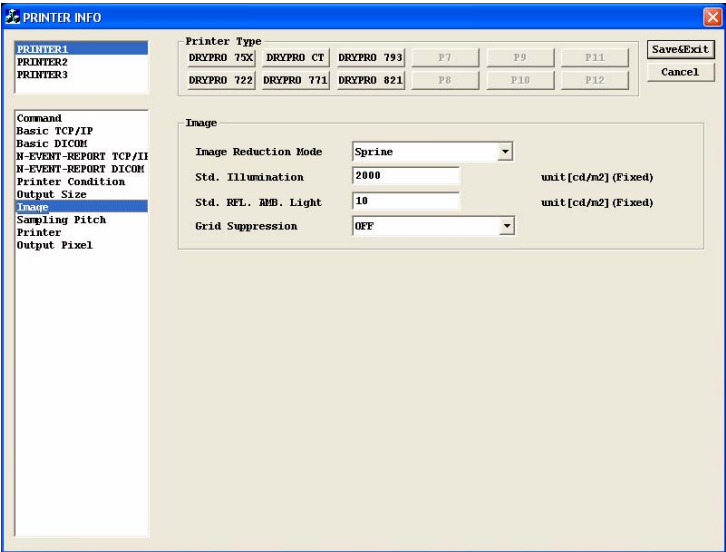 PRINTER INFO
PRINTER1
PRINTER2
PRINTER3
Printer Type
DRYPRO 75X DRYPRO CT DRYPRO 793 P7 P9 P11
DRYPRO 722 DRYPRO 771 DRYPRO 821 P8 P10 P12
Save&Exit
Cancel
Command
Basic TCP/IP
Basic DICOM
N-EVENT-REPORT TCP/IP
N-EVENT-REPORT DICOM
Printer Condition
Output Size
Image
Sampling Pitch
Printer
Output Pixel
Image
Image Reduction Mode Sprine
Std. Illumination 2000 unit[cd/m2](Fixed)
Std. RFL. AMB. Light 10 unit[cd/m2](Fixed)
Grid Suppression OFF